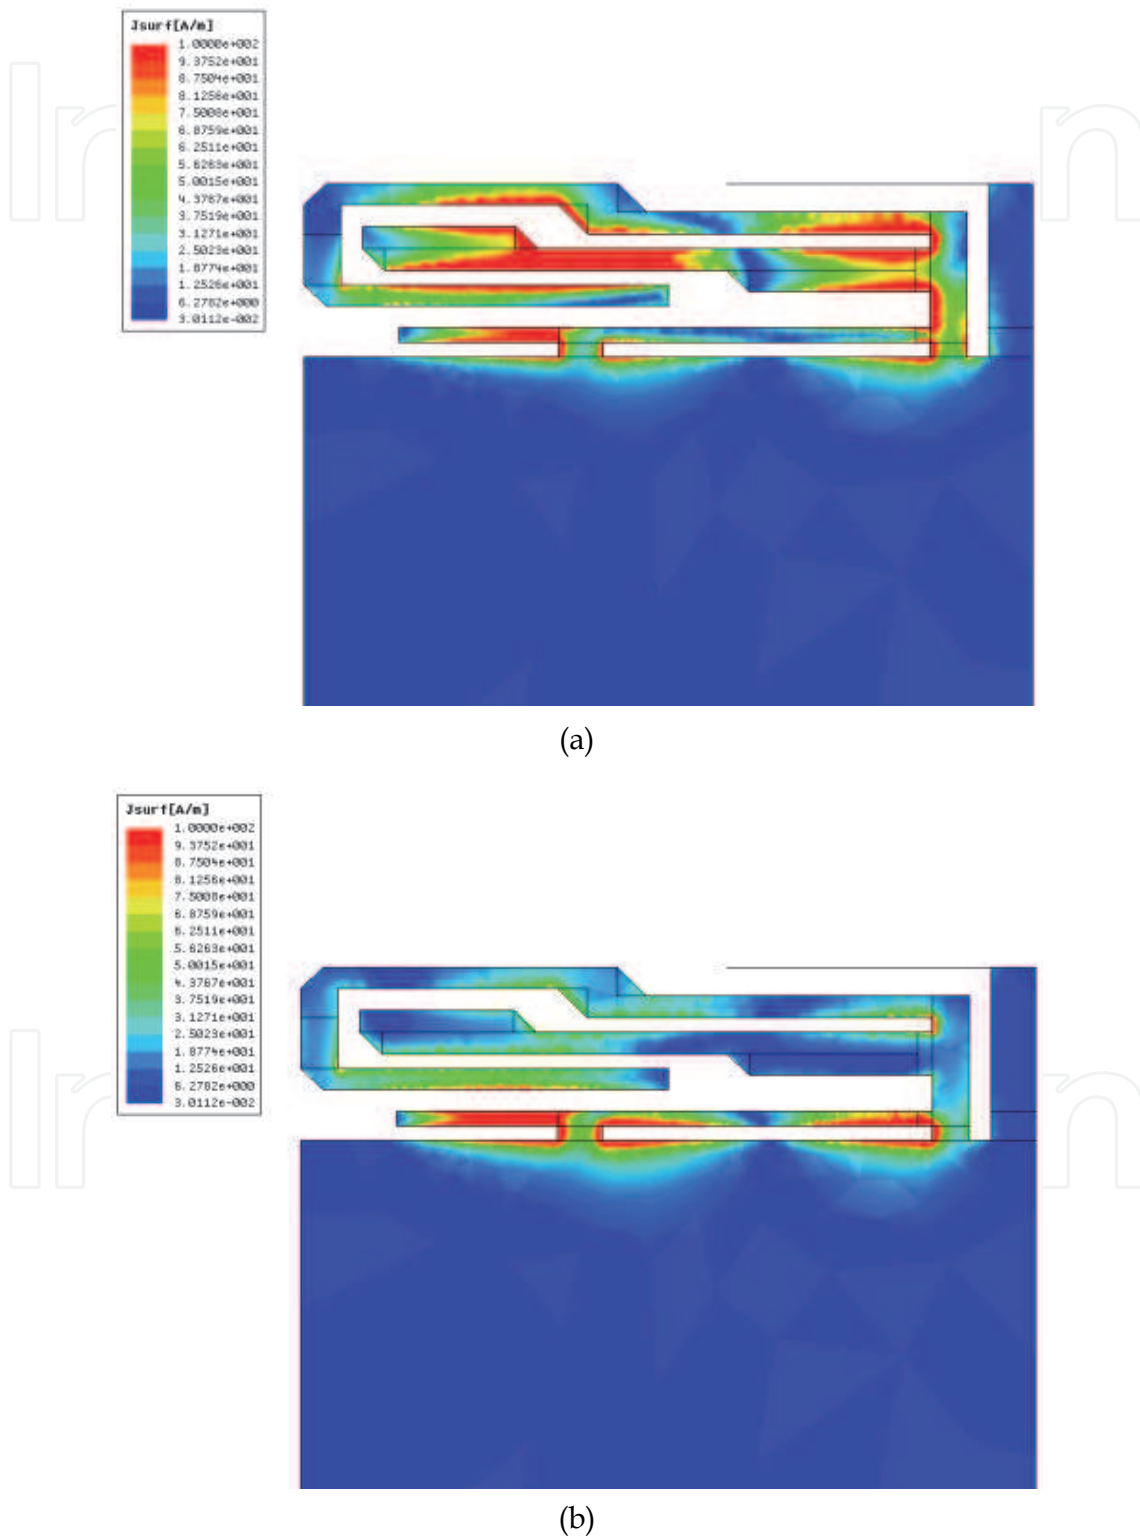 Jsurf[A/m]
1.0000e+002
9.3752e+001
8.7504e+001
8.1256e+001
7.5008e+001
6.8759e+001
6.2511e+001
5.6263e+001
5.0015e+001
4.3767e+001
3.7519e+001
3.1271e+001
2.5023e+001
1.8774e+001
1.2526e+001
6.2782e+000
3.0112e-002
(a)
Jsurf[A/m]
1.0000e+002
9.3752e+001
8.7504e+001
8.1256e+001
7.5008e+001
6.8759e+001
6.2511e+001
5.6263e+001
5.0015e+001
4.3767e+001
3.7519e+001
3.1271e+001
2.5023e+001
1.8774e+001
1.2526e+001
6.2782e+000
3.0112e-002
(b)